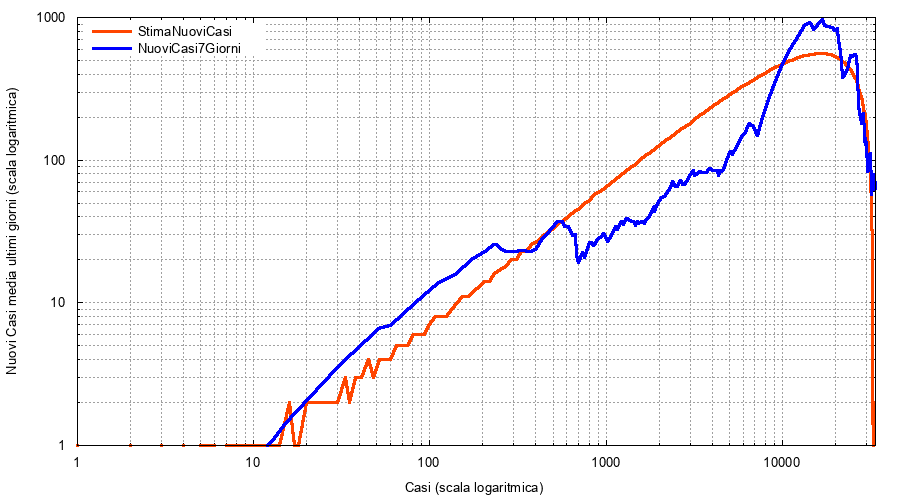 1000
StimaNuoviCasi
NuoviCasi7Giorni
100
10
1
Nuovi Casi media ultimi giorni (scala logaritmica)
1
10
100
1000
10000
Casi (scala logaritmica)